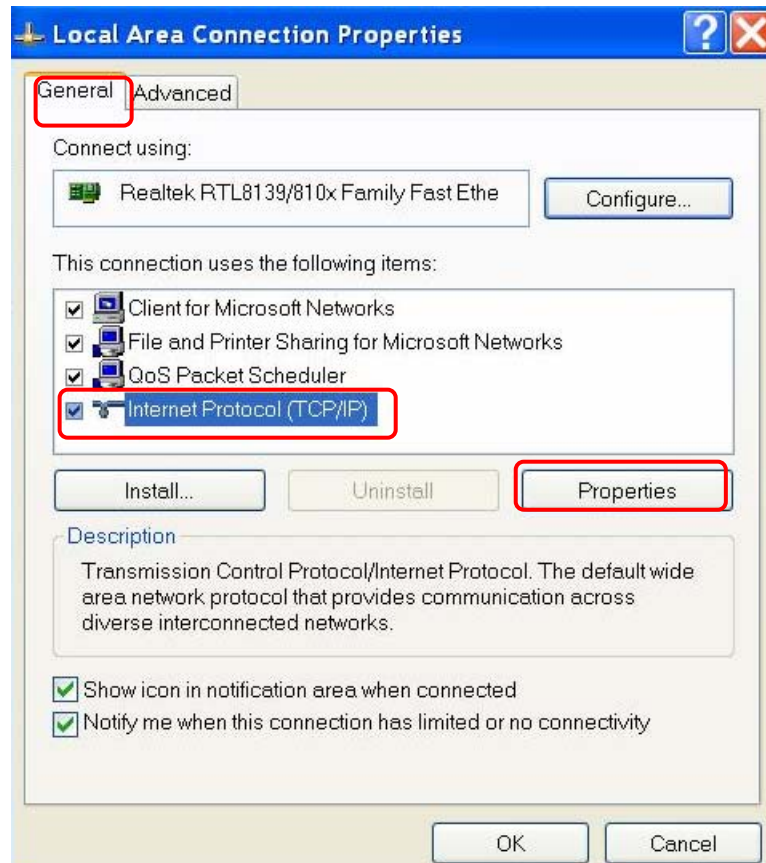 Local Area Connection Properties
General Advanced
Connect using:
Realtek RTL8139/810x Family Fast Ethe
Configure...
This connection uses the following items:
Client for Microsoft Networks
File and Printer Sharing for Microsoft Networks
QoS Packet Scheduler
Internet Protocol (TCP/IP)
Install... Uninstall Properties
Description
Transmission Control Protocol/Internet Protocol. The default wide
area network protocol that provides communication across
diverse interconnected networks.
Show icon in notification area when connected
Notify me when this connection has limited or no connectivity
OK Cancel